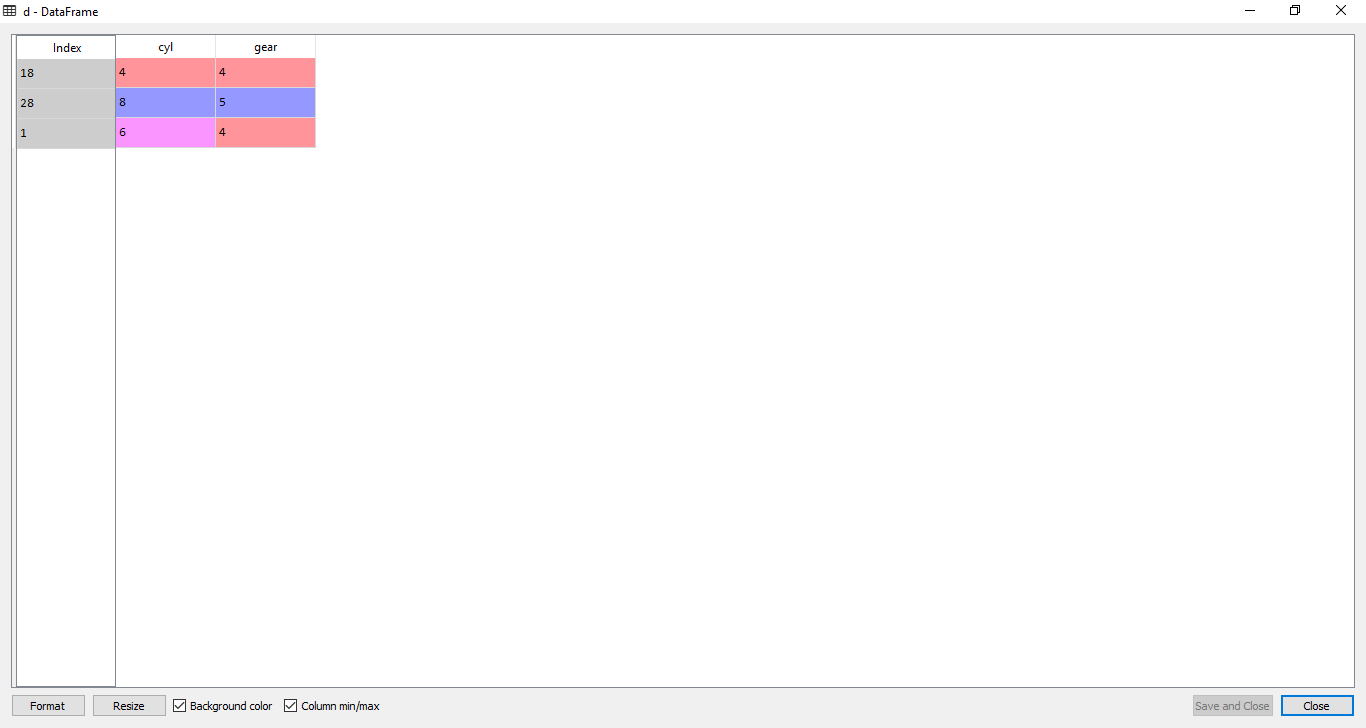 d - DataFrame
Index cyl gear
18 4 4
28 8 5
1 6 4
Format Resize Background color Column min/max Save and Close Close